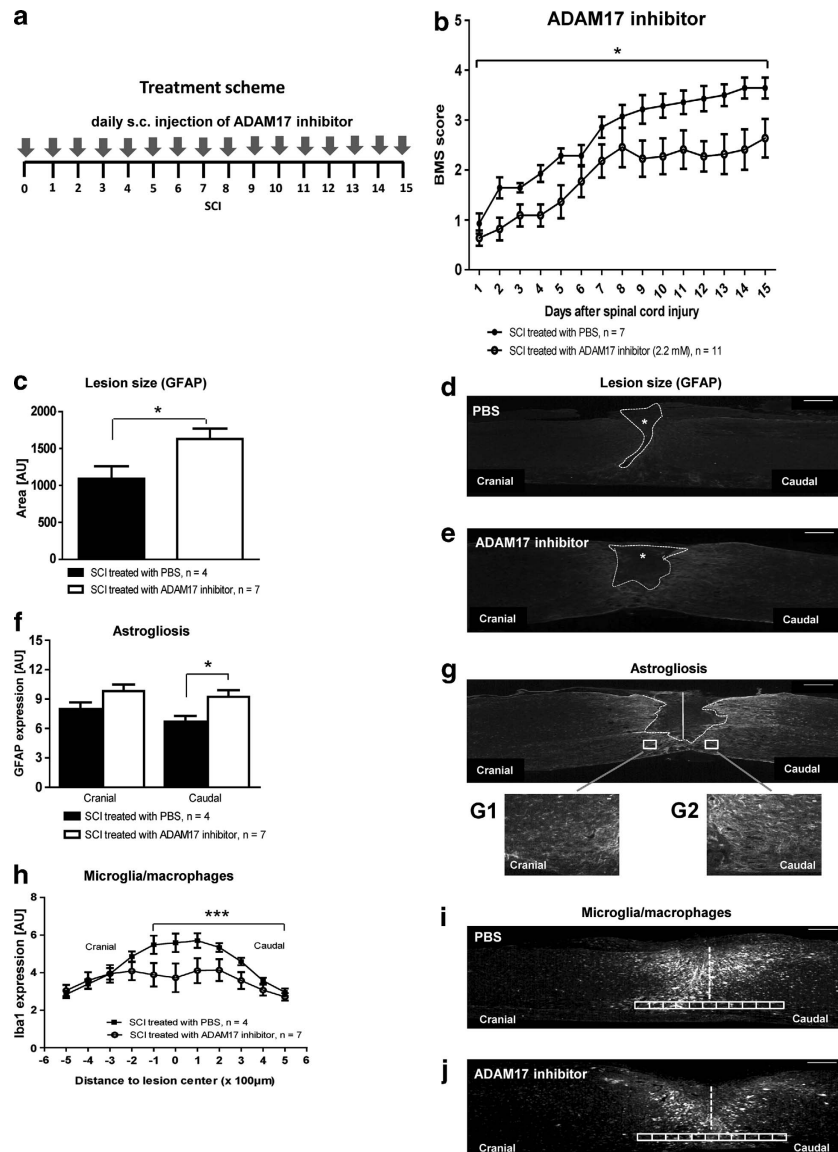 a
Treatment scheme
daily s.c. injection of ADAM17 inhibitor
0 1 2 3 4 5 6 7 8 9 10 11 12 13 14 15
SCI
b
ADAM17 inhibitor
*
BMS score
5
4
3
2
1
0
1 2 3 4 5 6 7 8 9 10 11 12 13 14 15
Days after spinal cord injury
SCI treated with PBS, n = 7
SCI treated with ADAM17 inhibitor (2.2 mM), n = 11
c
Lesion size (GFAP)
*
Area [AU]
2000
1500
1000
500
0
SCI treated with PBS, n = 4
SCI treated with ADAM17 inhibitor, n = 7
d
Lesion size (GFAP)
PBS
*
Cranial Caudal
e
ADAM17 inhibitor
*
Cranial Caudal
f
Astrogliosis
*
GFAP expression [AU]
15
12
9
6
3
0
Cranial Caudal
SCI treated with PBS, n = 4
SCI treated with ADAM17 inhibitor, n = 7
g
Astrogliosis
Cranial Caudal
G1
Cranial
G2
Caudal
h
Microglia/macrophages
***
Cranial Caudal
Iba1 expression [AU]
8
6
4
2
0
SCI treated with PBS, n = 4
SCI treated with ADAM17 inhibitor, n = 7
6 -5 -4 -3 -2 -1 0 1 2 3 4 5 6
Distance to lesion center (x 100µm)
i
Microglia/macrophages
PBS
Cranial Caudal
j
ADAM17 inhibitor
Cranial Caudal